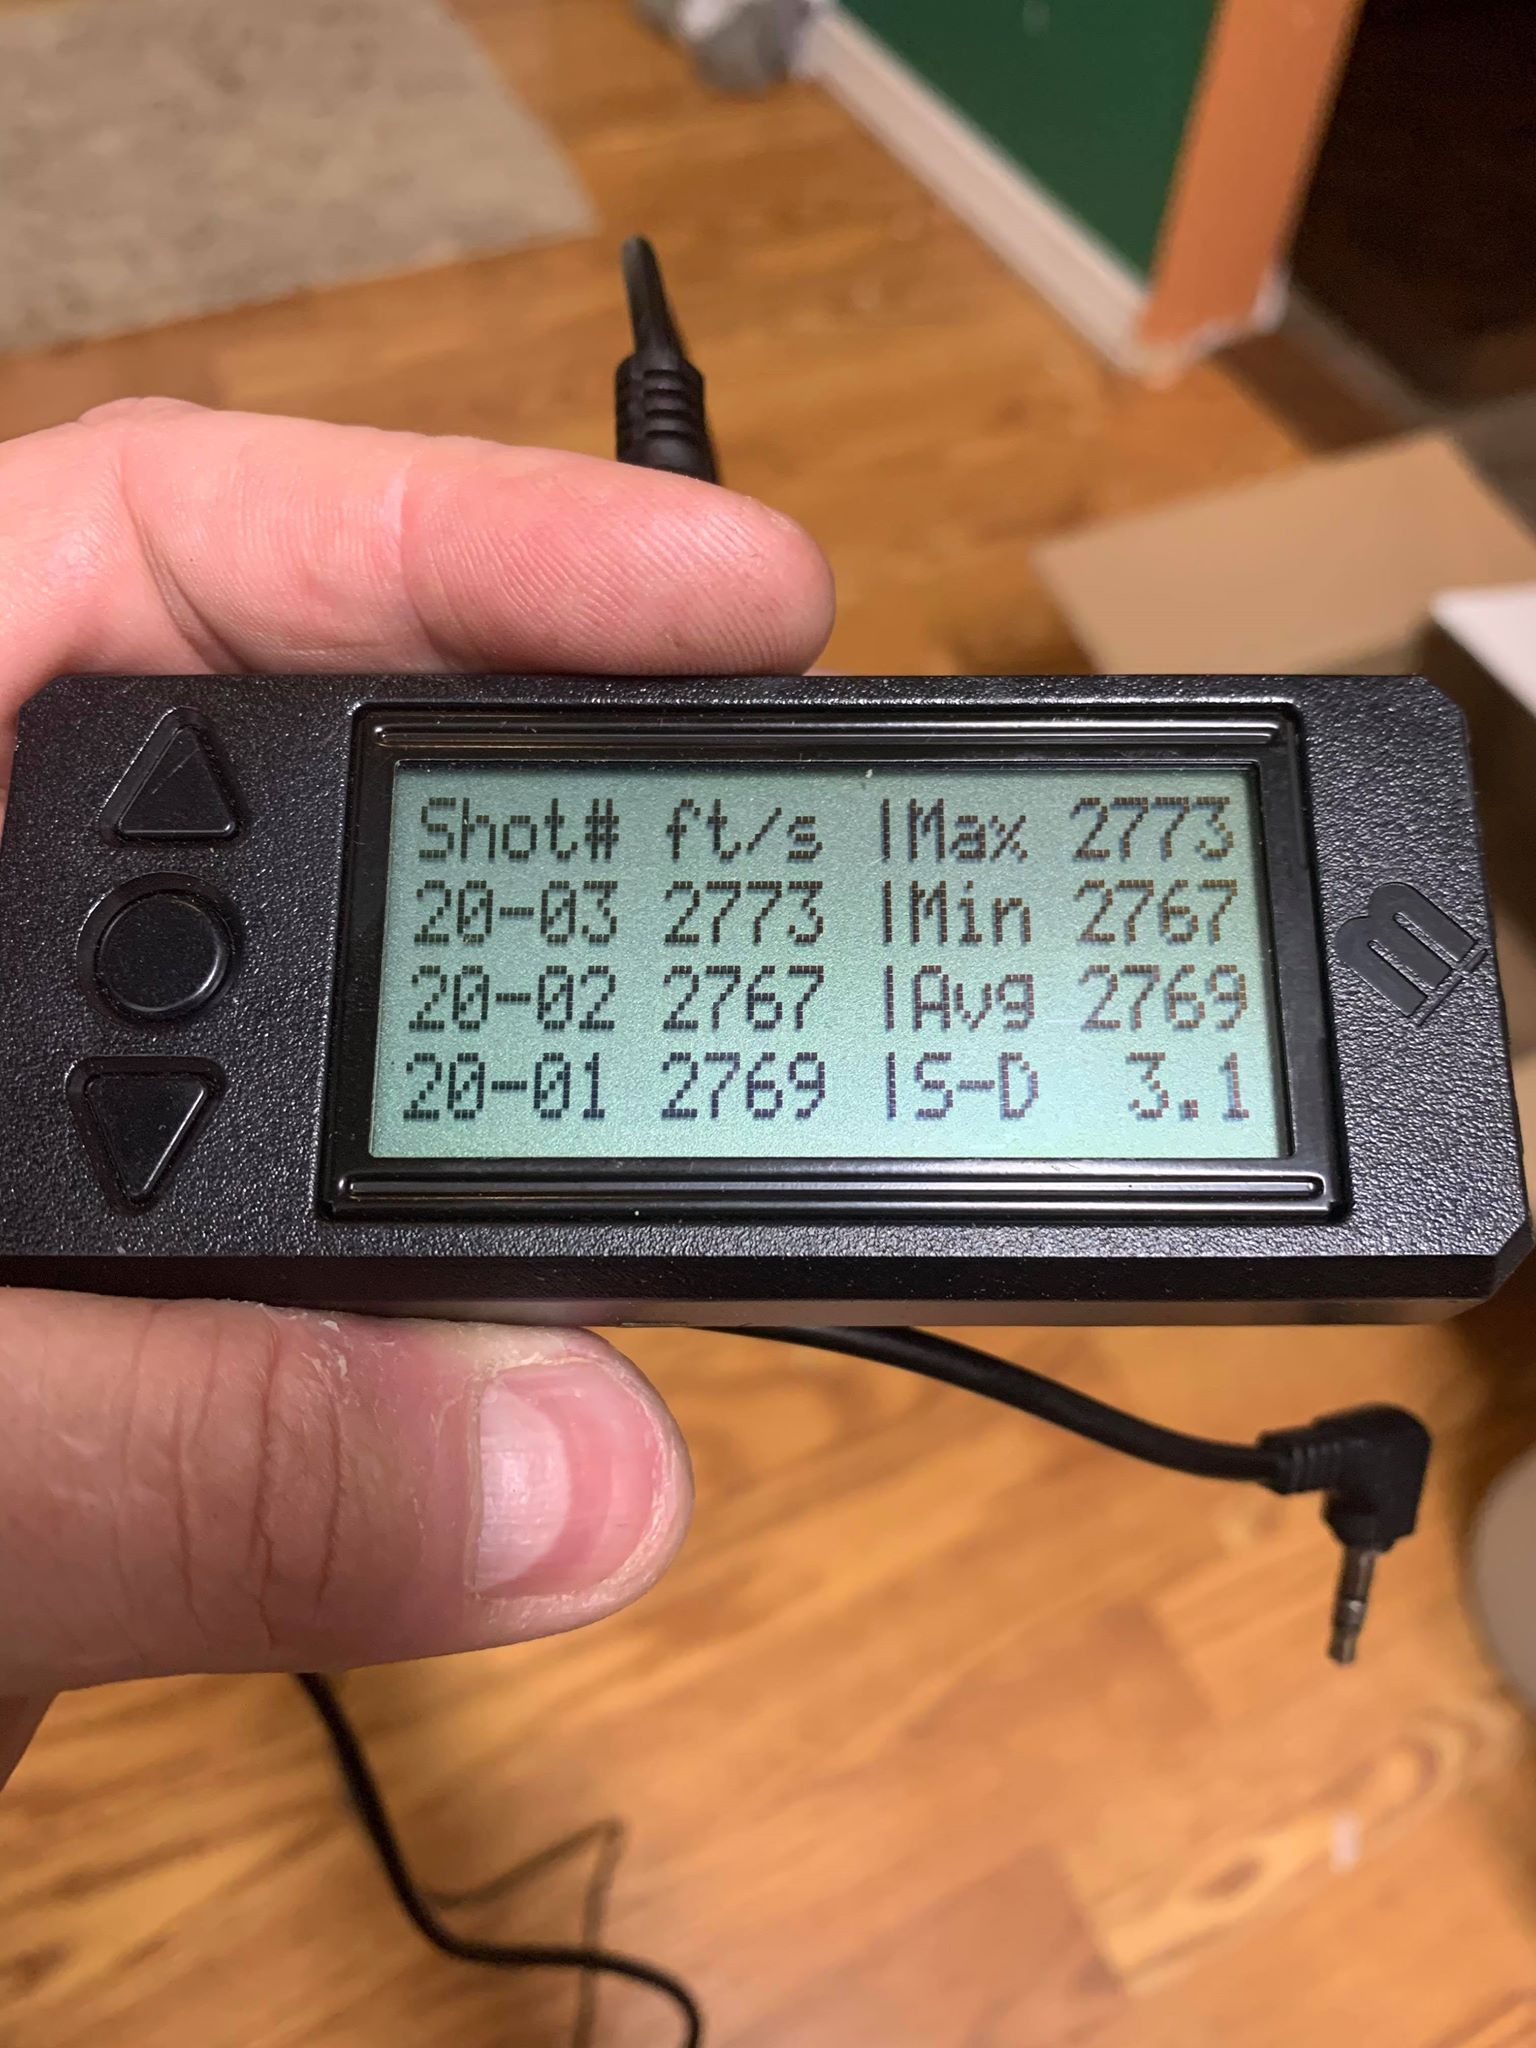 Shot# ft/s |Max 2773
20-03 2773 |Min 2767
20-02 2767 |Avg 2769
20-01 2769 |S-D 3.1